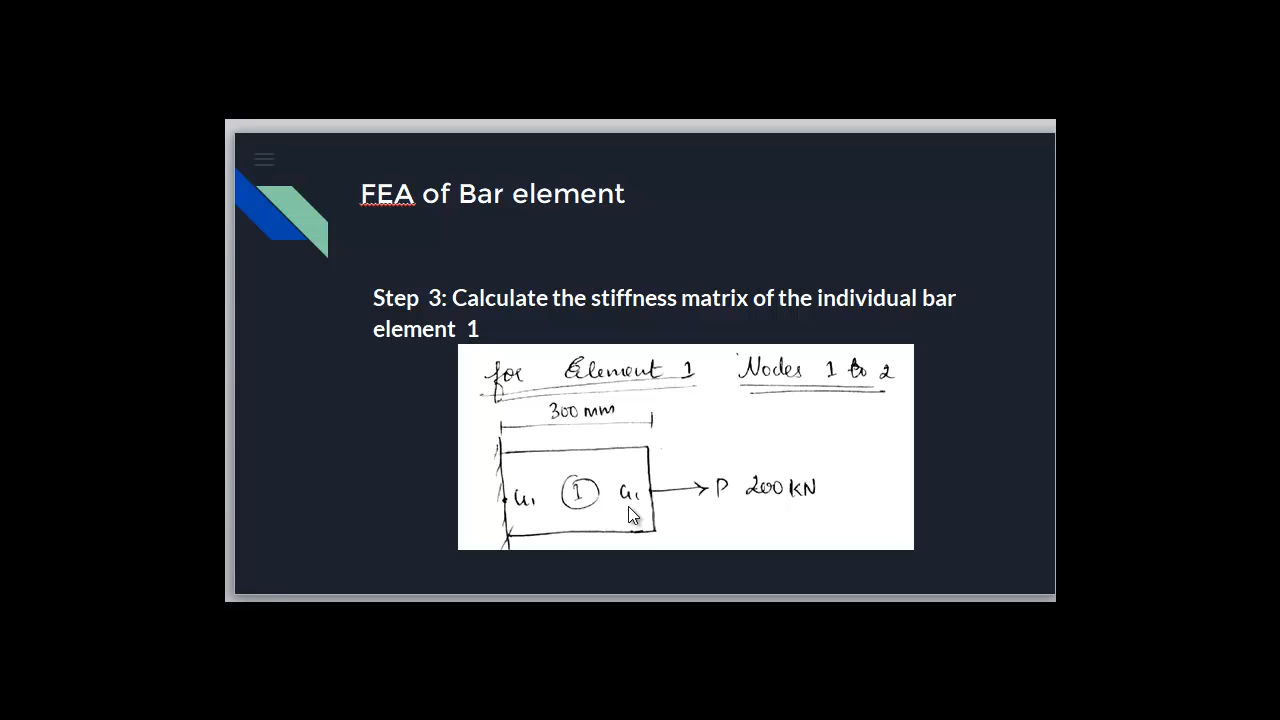 FEA of Bar element
Step 3: Calculate the stiffness matrix of the individual bar
element 1
for Element 1 Nodes 1 to 2
300 mm
u₁ 1 u₁ P 200 KN